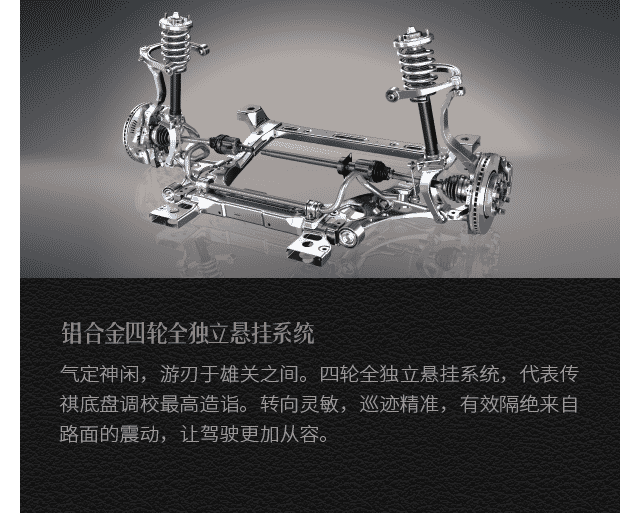 铝合金四轮全独立悬挂系统
气定神闲，游刃于雄关之间。四轮全独立悬挂系统，代表传
祺底盘调校最高造诣。转向灵敏，巡迹精准，有效隔绝来自
路面的震动，让驾驶更加从容。